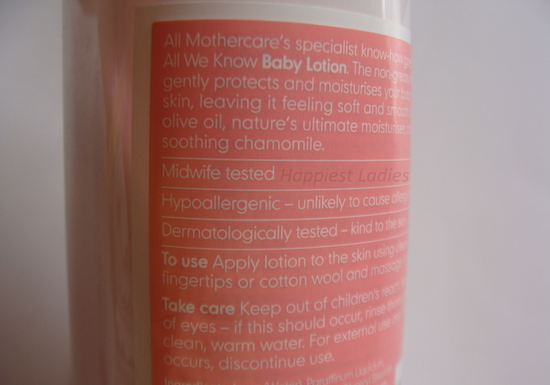 All Mothercare's specialist know-how
All We Know Baby Lotion. The non-greasy
gently protects and moisturises your
skin, leaving it feeling soft and smooth
olive oil, nature's ultimate moisturiser,
soothing chamomile.
Midwife tested Happiest Ladies
Hypoallergenic – unlikely to cause
Dermatologically tested – kind to the
To use Apply lotion to the skin using
fingertips or cotton wool and massage
Take care Keep out of children's reach.
of eyes – if this should occur, rinse
clean, warm water. For external use
occurs, discontinue use.
Paraffinum Liquidum,